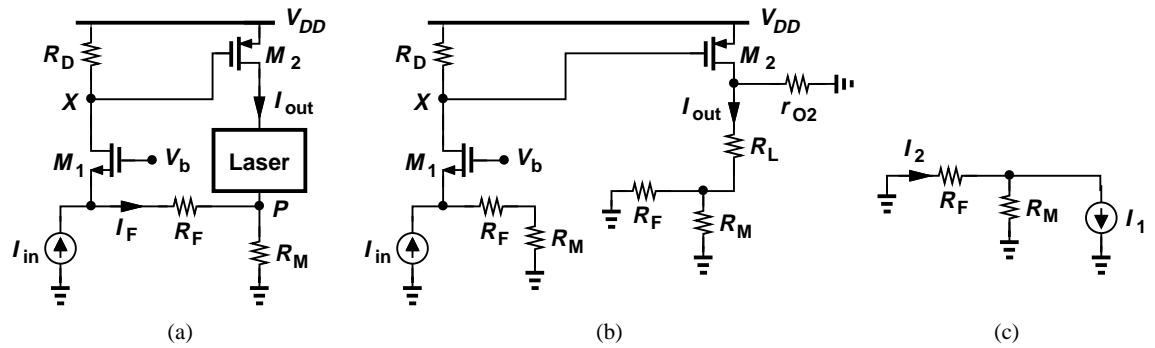 V_DD
R_D
M_2
X
I_out
M_1
V_b
Laser
I_F
R_F
P
I_in
R_M
(a)
V_DD
R_D
M_2
X
I_out
r_O2
R_L
M_1
V_b
R_F
R_M
I_in
R_F
R_M
(b)
I_2
R_F
R_M
I_1
(c)